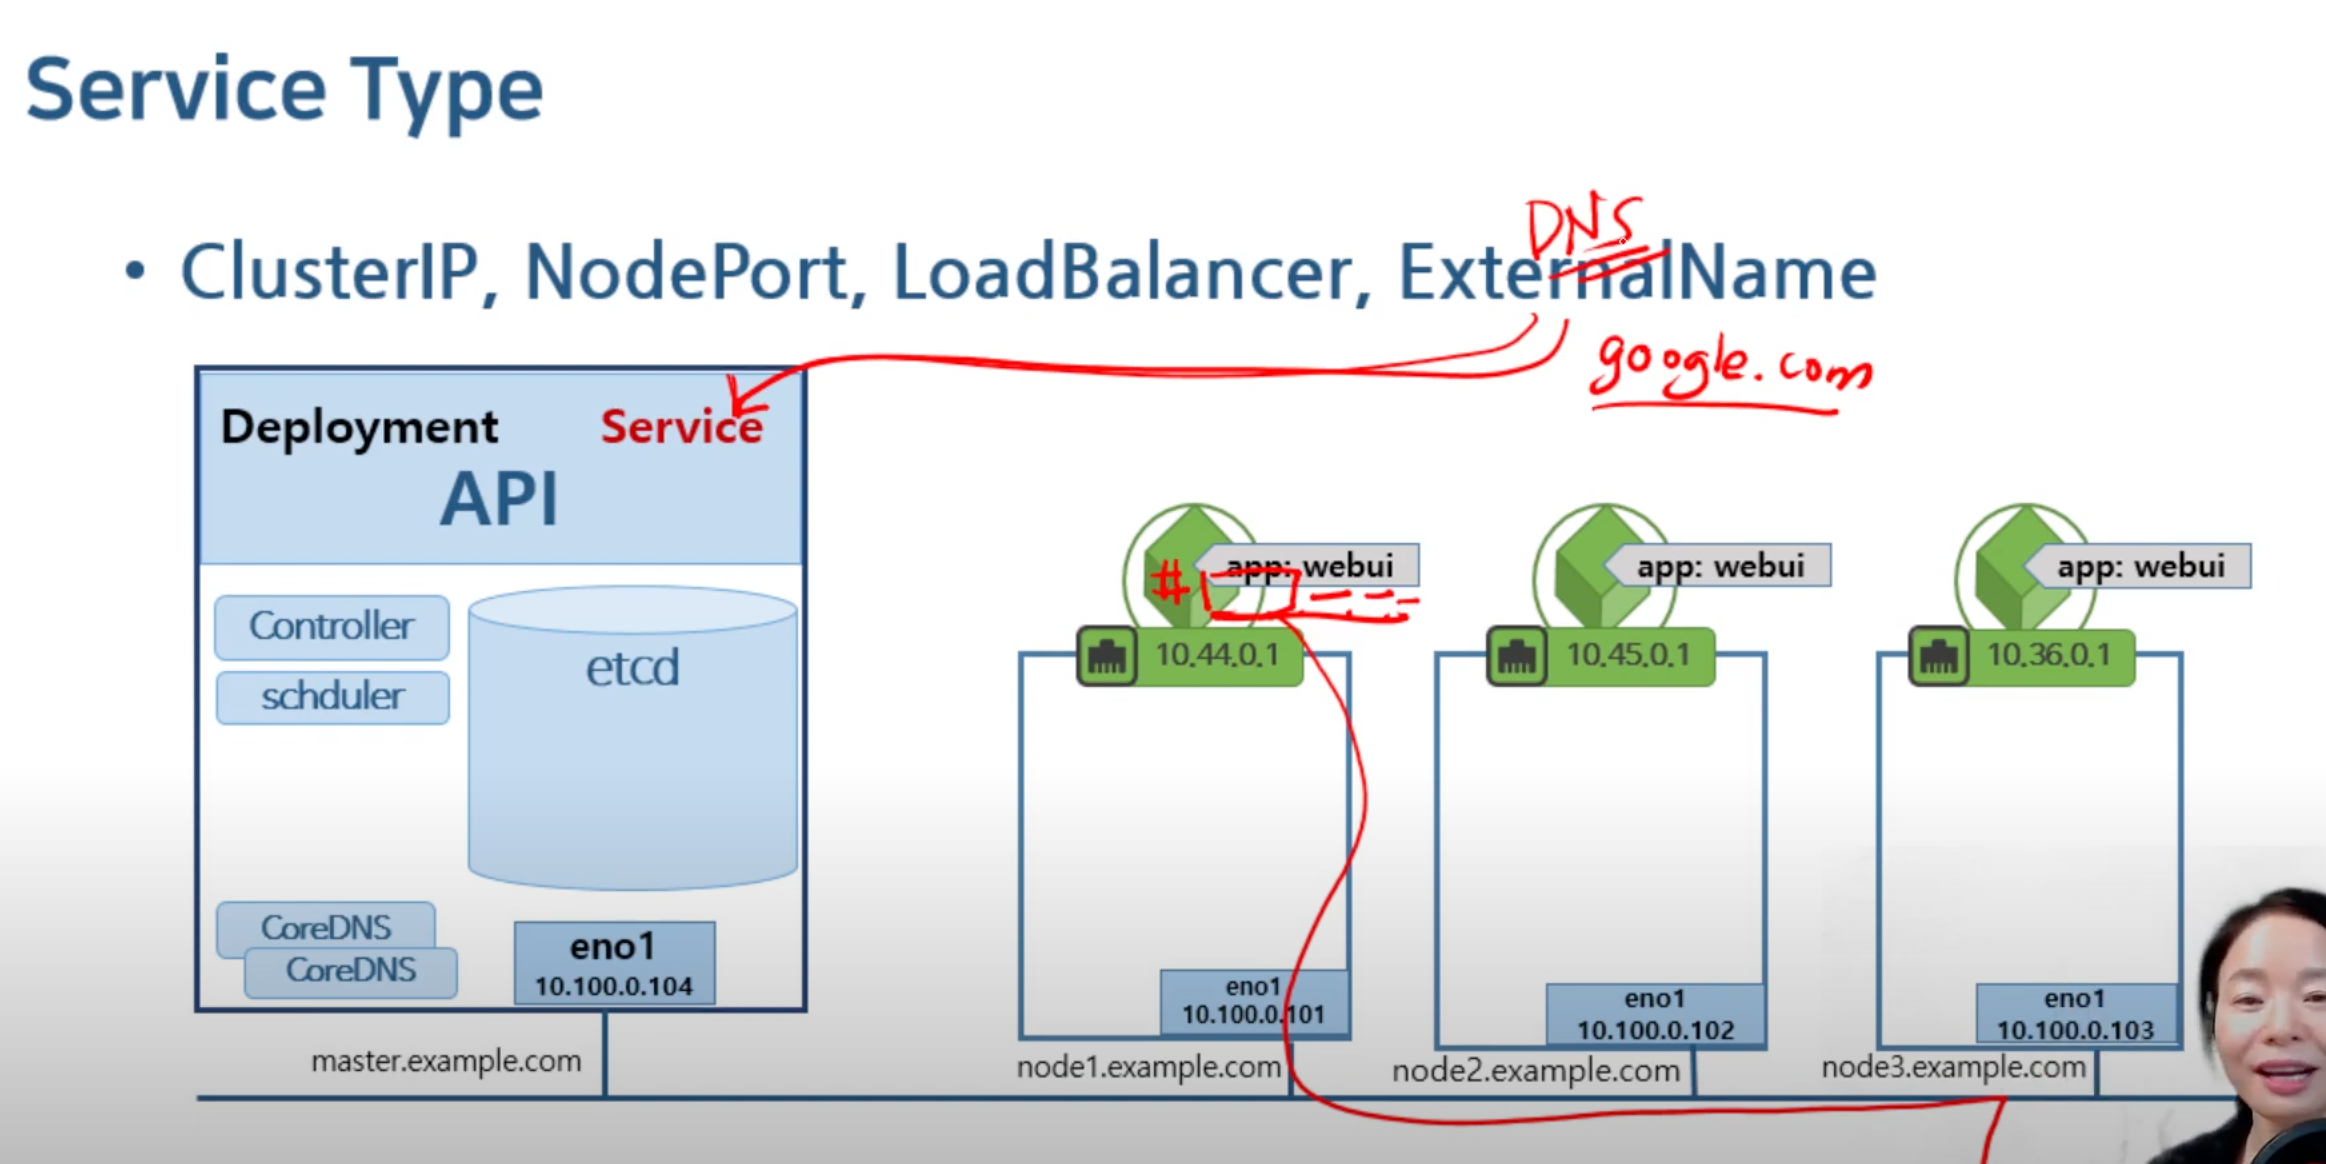 Service Type
DNS
• ClusterIP, NodePort, LoadBalancer, ExternalName
google.com
Deployment Service
API
Controller
schduler
etcd
CoreDNS
CoreDNS
eno1
10.100.0.104
master.example.com
app: webui
#
10.44.0.1
eno1
10.100.0.101
node1.example.com
app: webui
10.45.0.1
eno1
10.100.0.102
node2.example.com
app: webui
10.36.0.1
eno1
10.100.0.103
node3.example.com